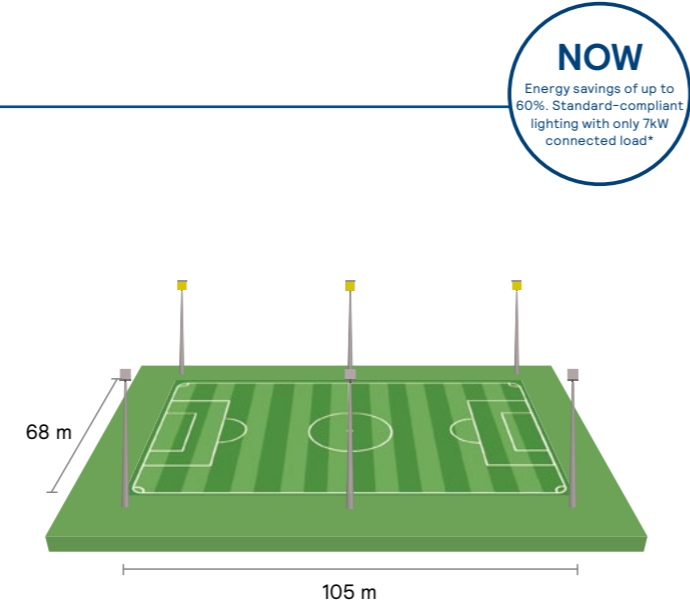 NOW
Energy savings of up to
60%. Standard-compliant
lighting with only 7kW
connected load*
68 m
105 m